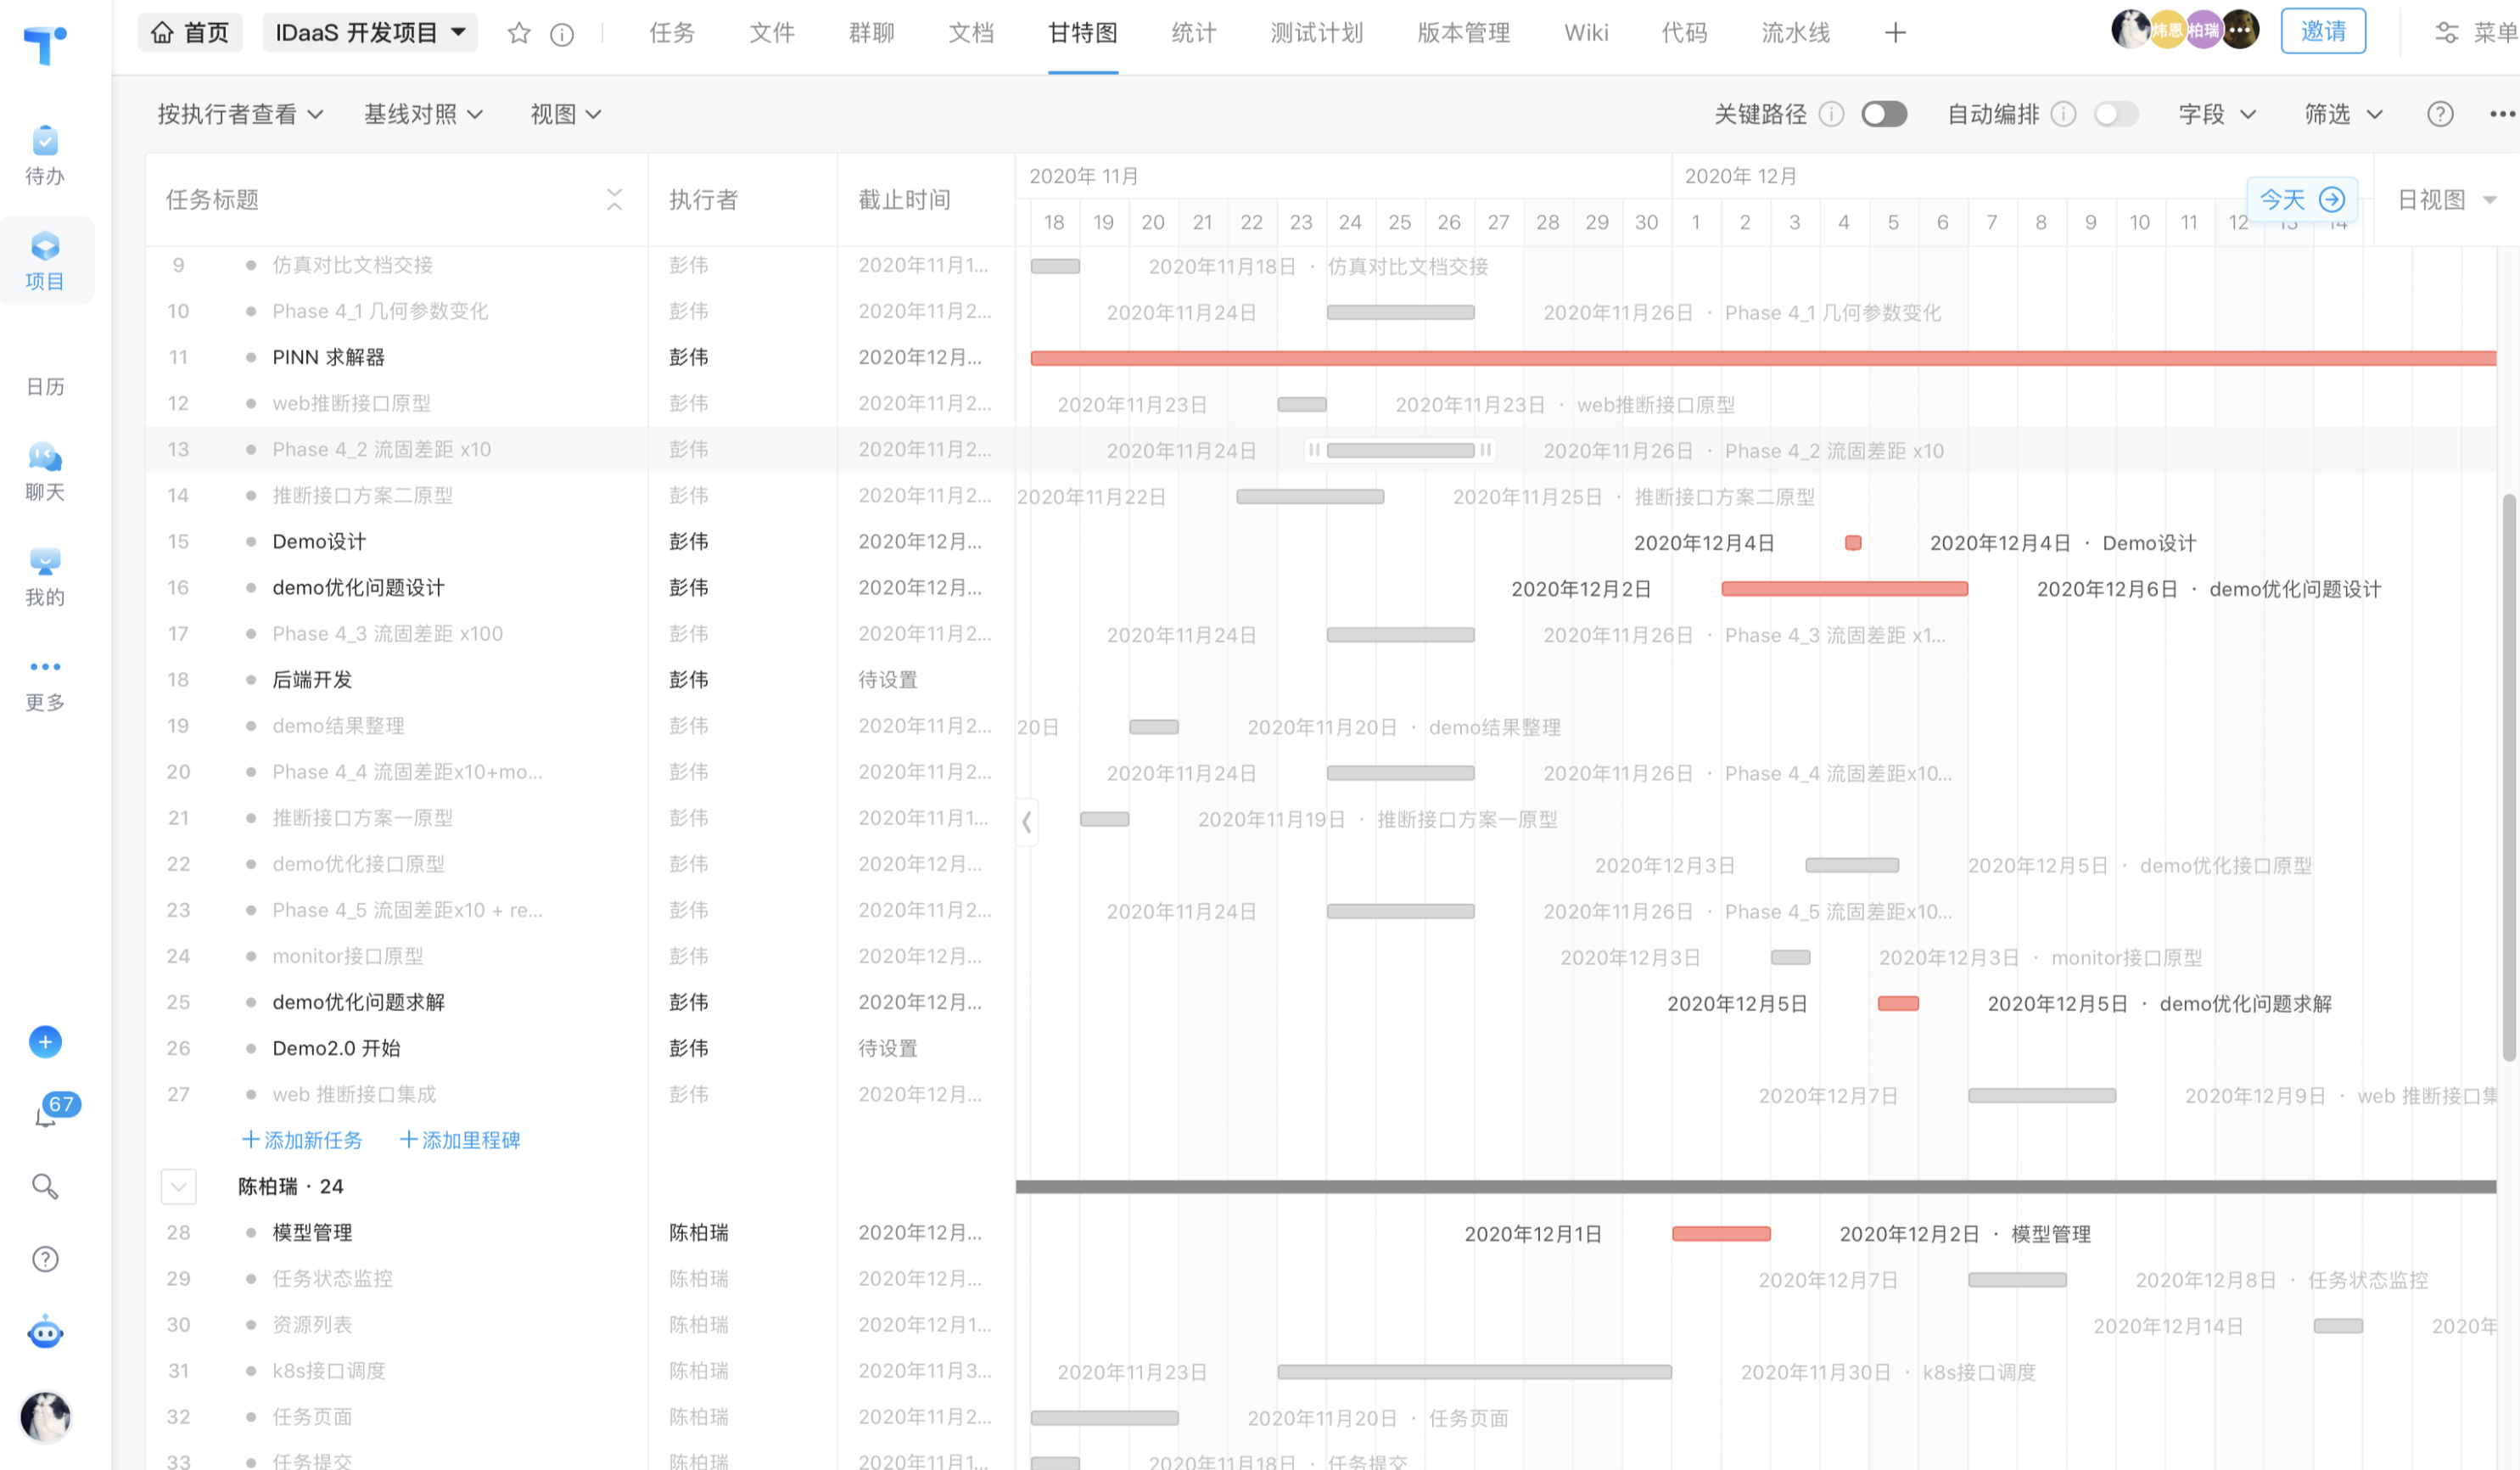 首页 IDaaS 开发项目 任务 文件 群聊 文档 甘特图 统计 测试计划 版本管理 Wiki 代码 流水线 炜恩 柏瑞 邀请 菜单
按执行者查看 基线对照 视图 关键路径 自动编排 字段 筛选
待办
项目
日历
聊天
我的
更多
67
任务标题 执行者 截止时间 2020年 11月 2020年 12月 今天 日视图
18 19 20 21 22 23 24 25 26 27 28 29 30 1 2 3 4 5 6 7 8 9 10 11 12 13 14
9 仿真对比文档交接 彭伟 2020年11月1... 2020年11月18日 · 仿真对比文档交接
10 Phase 4_1 几何参数变化 彭伟 2020年11月2... 2020年11月24日 2020年11月26日 · Phase 4_1 几何参数变化
11 PINN 求解器 彭伟 2020年12月...
12 web推断接口原型 彭伟 2020年11月2... 2020年11月23日 2020年11月23日 · web推断接口原型
13 Phase 4_2 流固差距 x10 彭伟 2020年11月2... 2020年11月24日 2020年11月26日 · Phase 4_2 流固差距 x10
14 推断接口方案二原型 彭伟 2020年11月2... 2020年11月22日 2020年11月25日 · 推断接口方案二原型
15 Demo设计 彭伟 2020年12月... 2020年12月4日 2020年12月4日 · Demo设计
16 demo优化问题设计 彭伟 2020年12月... 2020年12月2日 2020年12月6日 · demo优化问题设计
17 Phase 4_3 流固差距 x100 彭伟 2020年11月2... 2020年11月24日 2020年11月26日 · Phase 4_3 流固差距 x1...
18 后端开发 彭伟 待设置
19 demo结果整理 彭伟 2020年11月2... 20日 2020年11月20日 · demo结果整理
20 Phase 4_4 流固差距x10+mo... 彭伟 2020年11月2... 2020年11月24日 2020年11月26日 · Phase 4_4 流固差距x10...
21 推断接口方案一原型 彭伟 2020年11月1... 2020年11月19日 · 推断接口方案一原型
22 demo优化接口原型 彭伟 2020年12月... 2020年12月3日 2020年12月5日 · demo优化接口原型
23 Phase 4_5 流固差距x10 + re... 彭伟 2020年11月2... 2020年11月24日 2020年11月26日 · Phase 4_5 流固差距x10...
24 monitor接口原型 彭伟 2020年12月... 2020年12月3日 2020年12月3日 · monitor接口原型
25 demo优化问题求解 彭伟 2020年12月... 2020年12月5日 2020年12月5日 · demo优化问题求解
26 Demo2.0 开始 彭伟 待设置
27 web 推断接口集成 彭伟 2020年12月... 2020年12月7日 2020年12月9日 · web 推断接口集
添加新任务 添加里程碑
陈柏瑞 · 24
28 模型管理 陈柏瑞 2020年12月... 2020年12月1日 2020年12月2日 · 模型管理
29 任务状态监控 陈柏瑞 2020年12月... 2020年12月7日 2020年12月8日 · 任务状态监控
30 资源列表 陈柏瑞 2020年12月1... 2020年12月14日 2020年
31 k8s接口调度 陈柏瑞 2020年11月3... 2020年11月23日 2020年11月30日 · k8s接口调度
32 任务页面 陈柏瑞 2020年11月2... 2020年11月20日 · 任务页面
33 任务提交 陈柏瑞 2020年11月1... 2020年11月18日 · 任务提交